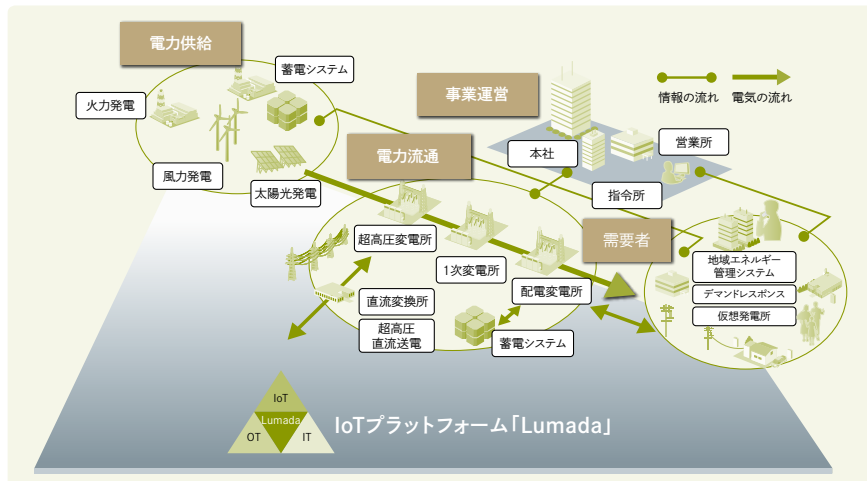 電力供給
蓄電システム
火力発電
風力発電
太陽光発電
事業運営
本社
営業所
指令所
情報の流れ
電気の流れ
電力流通
超高圧変電所
1次変電所
配電変電所
直流変換所
超高圧
直流送電
蓄電システム
需要者
地域エネルギー
管理システム
デマンドレスポンス
仮想発電所
IoT
Lumada
OT
IT
IoTプラットフォーム「Lumada」